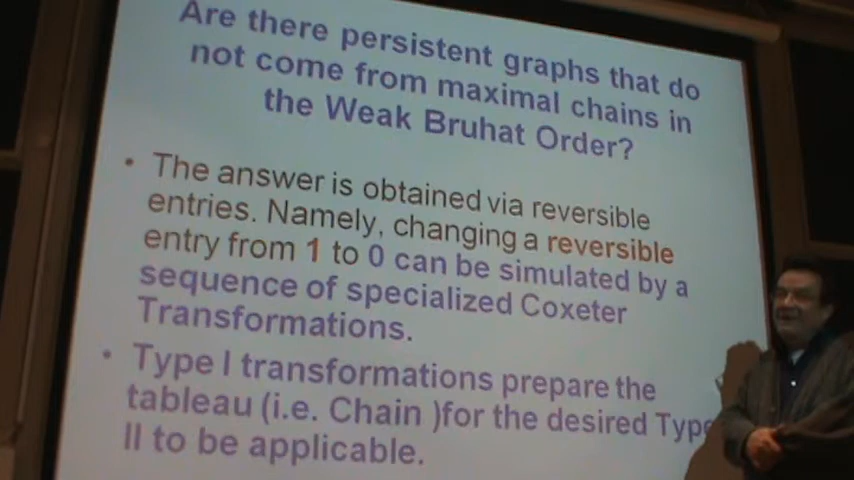 Are there persistent graphs that do
not come from maximal chains in
the Weak Bruhat Order?
• The answer is obtained via reversible
entries. Namely, changing a reversible
entry from 1 to 0 can be simulated by a
sequence of specialized Coxeter
Transformations.
• Type I transformations prepare the
tableau (i.e. Chain )for the desired Type
II to be applicable.